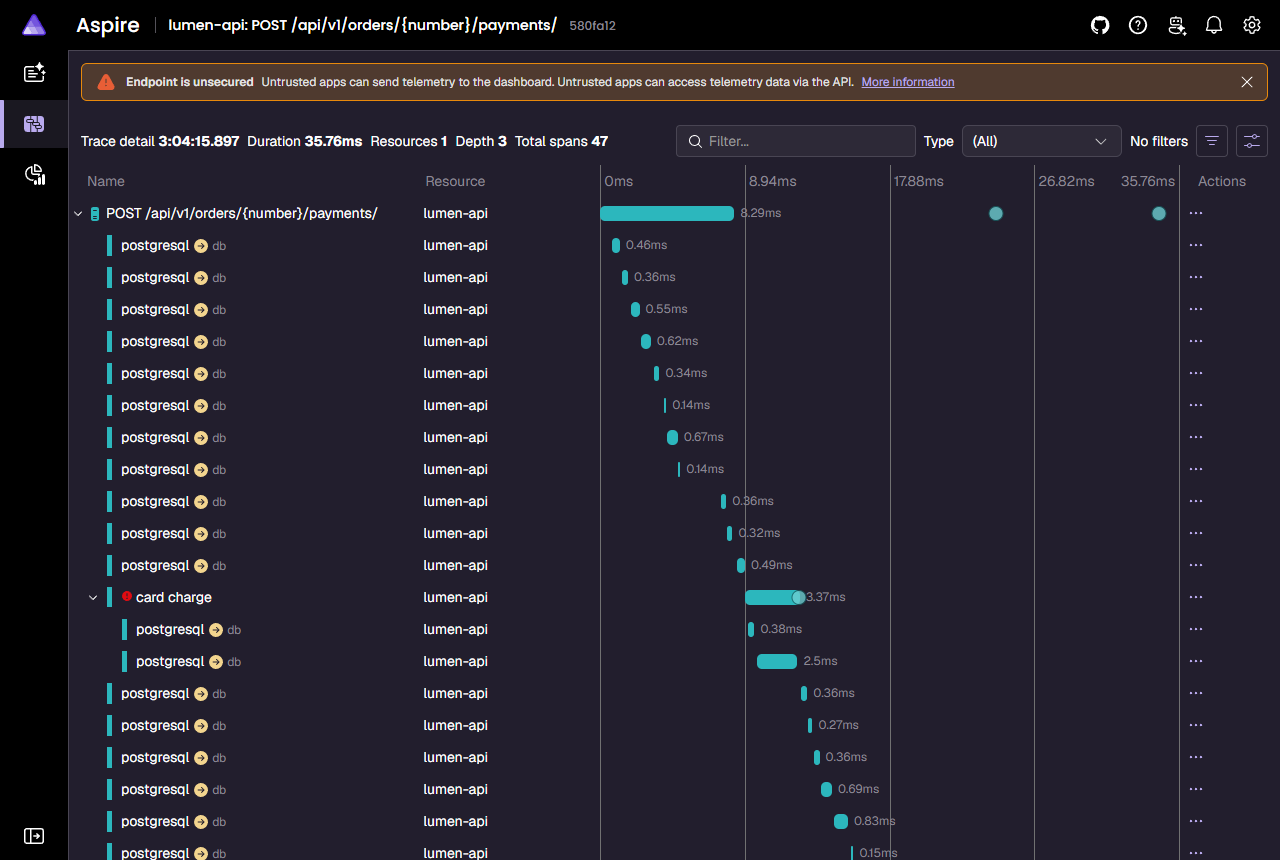 Aspire lumen-api: POST /api/v1/orders/{number}/payments/ 580fa12
Endpoint is unsecured Untrusted apps can send telemetry to the dashboard. Untrusted apps can access telemetry data via the API. More information
Trace detail 3:04:15.897 Duration 35.76ms Resources 1 Depth 3 Total spans 47 Filter... Type (All) No filters
Name Resource 0ms 8.94ms 17.88ms 26.82ms 35.76ms Actions
POST /api/v1/orders/{number}/payments/ lumen-api 8.29ms
postgresql db lumen-api 0.46ms
postgresql db lumen-api 0.36ms
postgresql db lumen-api 0.55ms
postgresql db lumen-api 0.62ms
postgresql db lumen-api 0.34ms
postgresql db lumen-api 0.14ms
postgresql db lumen-api 0.67ms
postgresql db lumen-api 0.14ms
postgresql db lumen-api 0.36ms
postgresql db lumen-api 0.32ms
postgresql db lumen-api 0.49ms
card charge lumen-api 3.37ms
postgresql db lumen-api 0.38ms
postgresql db lumen-api 2.5ms
postgresql db lumen-api 0.36ms
postgresql db lumen-api 0.27ms
postgresql db lumen-api 0.36ms
postgresql db lumen-api 0.69ms
postgresql db lumen-api 0.83ms
postgresql db lumen-api 0.15ms